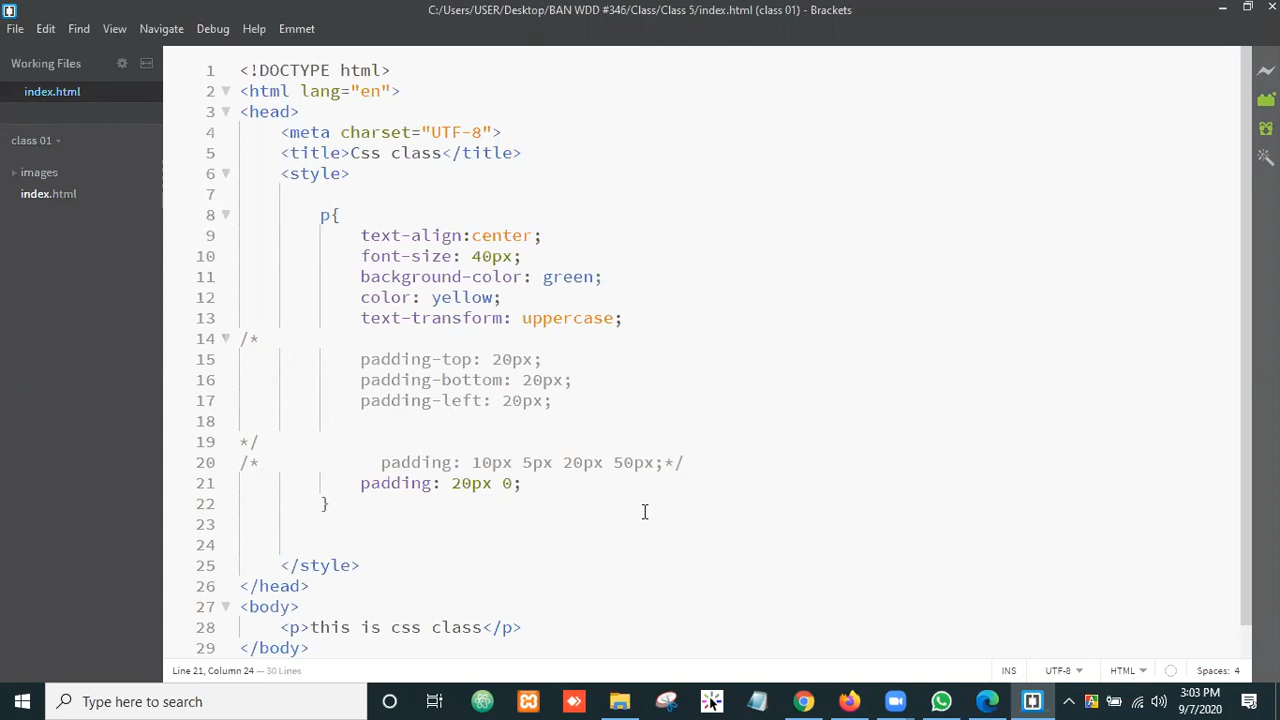 C:/Users/USER/Desktop/BAN WDD #346/Class/Class 5/index.html (class 01) - Brackets
File Edit Find View Navigate Debug Help Emmet
Working Files
index.html
class 01
images
index.html
1 <!DOCTYPE html>
2 <html lang="en">
3 <head>
4 <meta charset="UTF-8">
5 <title>Css class</title>
6 <style>
7
8 p{
9 text-align:center;
10 font-size: 40px;
11 background-color: green;
12 color: yellow;
13 text-transform: uppercase;
14 /*
15 padding-top: 20px;
16 padding-bottom: 20px;
17 padding-left: 20px;
18
19 */
20 /* padding: 10px 5px 20px 50px;*/
21 padding: 20px 0;
22 }
23
24
25 </style>
26 </head>
27 <body>
28 <p>this is css class</p>
29 </body>
Line 21, Column 24 — 30 Lines INS UTF-8 HTML Spaces: 4
Type here to search
3:03 PM
9/7/2020